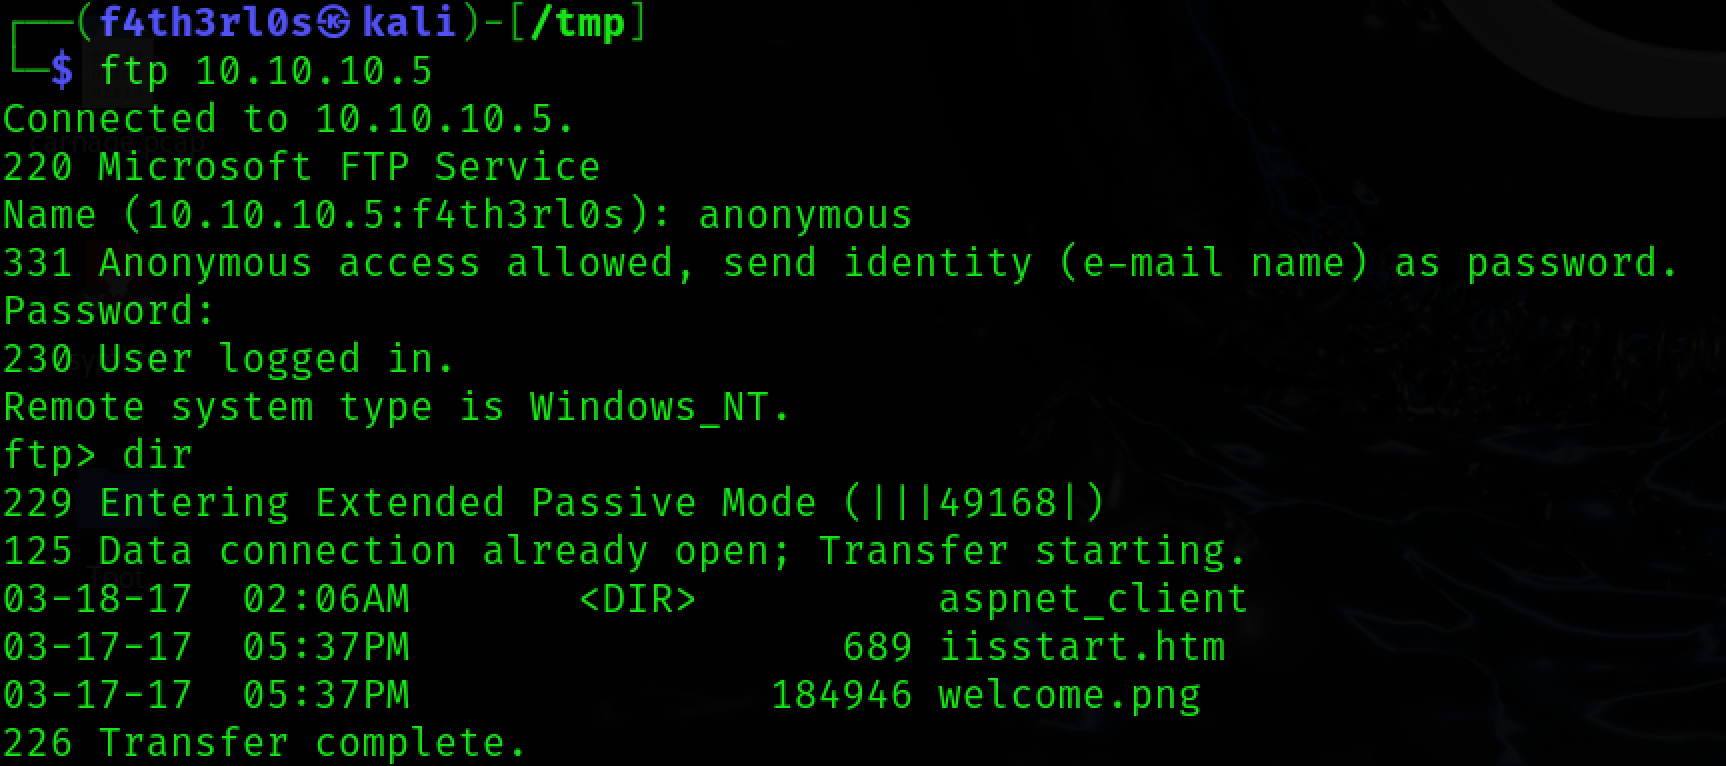 ┌──(f4th3rl0s㉿kali)-[/tmp]
└─$ ftp 10.10.10.5
Connected to 10.10.10.5.
220 Microsoft FTP Service
Name (10.10.10.5:f4th3rl0s): anonymous
331 Anonymous access allowed, send identity (e-mail name) as password.
Password:
230 User logged in.
Remote system type is Windows_NT.
ftp> dir
229 Entering Extended Passive Mode (|||49168|)
125 Data connection already open; Transfer starting.
03-18-17  02:06AM       <DIR>          aspnet_client
03-17-17  05:37PM                  689 iisstart.htm
03-17-17  05:37PM               184946 welcome.png
226 Transfer complete.